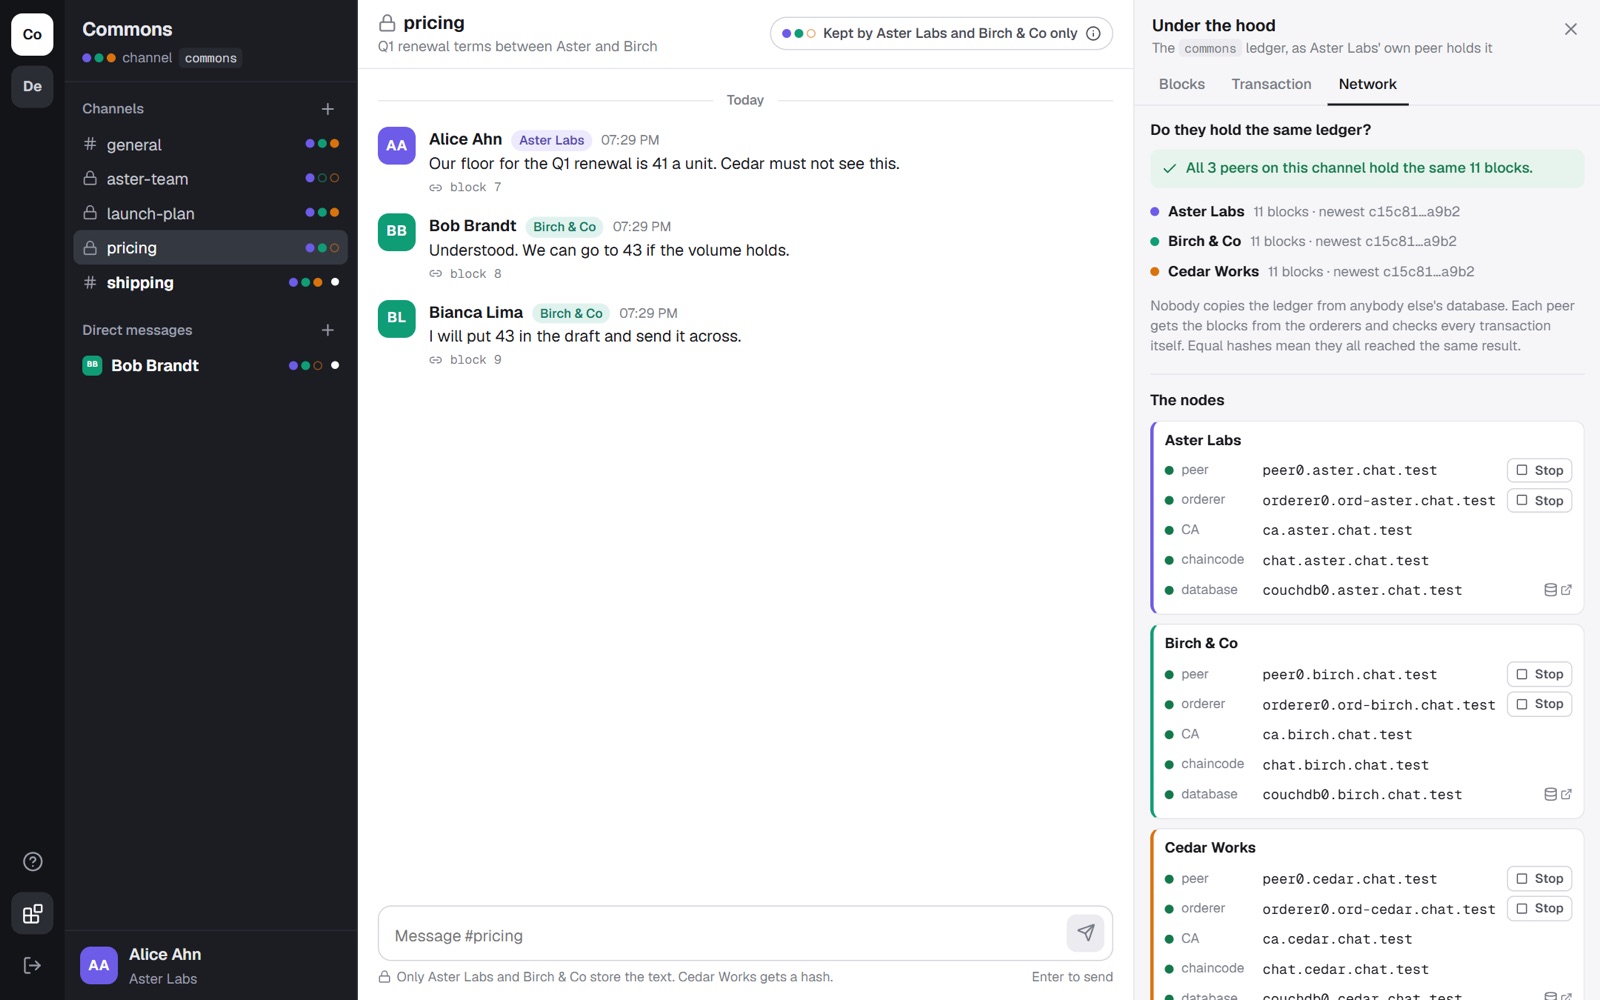 Co
De
Commons
channel commons
Channels
general
aster-team
launch-plan
pricing
shipping
Direct messages
BB Bob Brandt
AA Alice Ahn
Aster Labs
pricing
Q1 renewal terms between Aster and Birch
Kept by Aster Labs and Birch & Co only
Today
AA Alice Ahn Aster Labs 07:29 PM
Our floor for the Q1 renewal is 41 a unit. Cedar must not see this.
block 7
BB Bob Brandt Birch & Co 07:29 PM
Understood. We can go to 43 if the volume holds.
block 8
BL Bianca Lima Birch & Co 07:29 PM
I will put 43 in the draft and send it across.
block 9
Message #pricing
Only Aster Labs and Birch & Co store the text. Cedar Works gets a hash.
Enter to send
Under the hood
The commons ledger, as Aster Labs' own peer holds it
Blocks Transaction Network
Do they hold the same ledger?
All 3 peers on this channel hold the same 11 blocks.
Aster Labs 11 blocks · newest c15c81…a9b2
Birch & Co 11 blocks · newest c15c81…a9b2
Cedar Works 11 blocks · newest c15c81…a9b2
Nobody copies the ledger from anybody else's database. Each peer
gets the blocks from the orderers and checks every transaction
itself. Equal hashes mean they all reached the same result.
The nodes
Aster Labs
peer peer0.aster.chat.test Stop
orderer orderer0.ord-aster.chat.test Stop
CA ca.aster.chat.test
chaincode chat.aster.chat.test
database couchdb0.aster.chat.test
Birch & Co
peer peer0.birch.chat.test Stop
orderer orderer0.ord-birch.chat.test Stop
CA ca.birch.chat.test
chaincode chat.birch.chat.test
database couchdb0.birch.chat.test
Cedar Works
peer peer0.cedar.chat.test Stop
orderer orderer0.ord-cedar.chat.test Stop
CA ca.cedar.chat.test
chaincode chat.cedar.chat.test
database couchdb0.cedar.chat.test